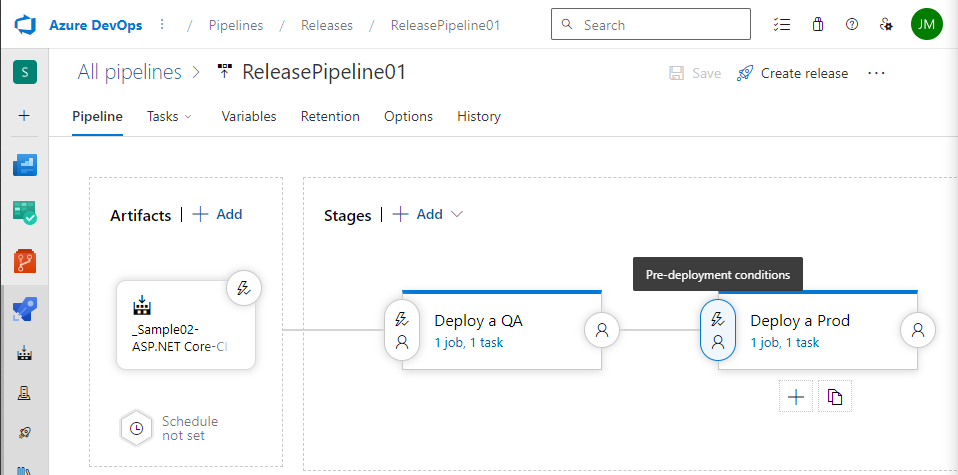 Azure DevOps / Pipelines / Releases / ReleasePipeline01 Search JM
S All pipelines ReleasePipeline01 Save Create release
Pipeline Tasks Variables Retention Options History
Artifacts Add
Stages Add
Pre-deployment conditions
_Sample02-
ASP.NET Core-CI
Deploy a QA
1 job, 1 task
Deploy a Prod
1 job, 1 task
Schedule
not set